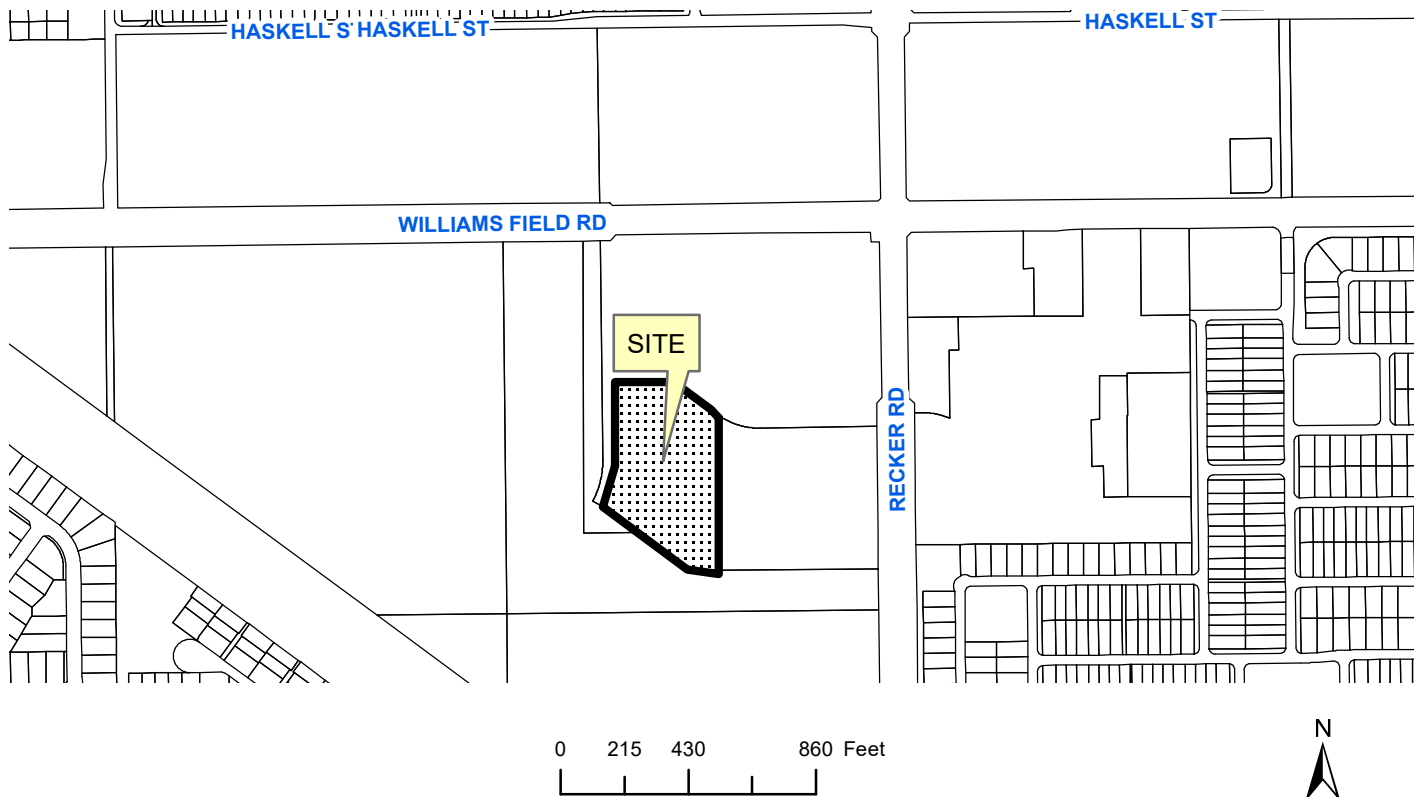 HASKELL S HASKELL ST
HASKELL ST
WILLIAMS FIELD RD
SITE
RECKER RD
0 215 430 860 Feet
N